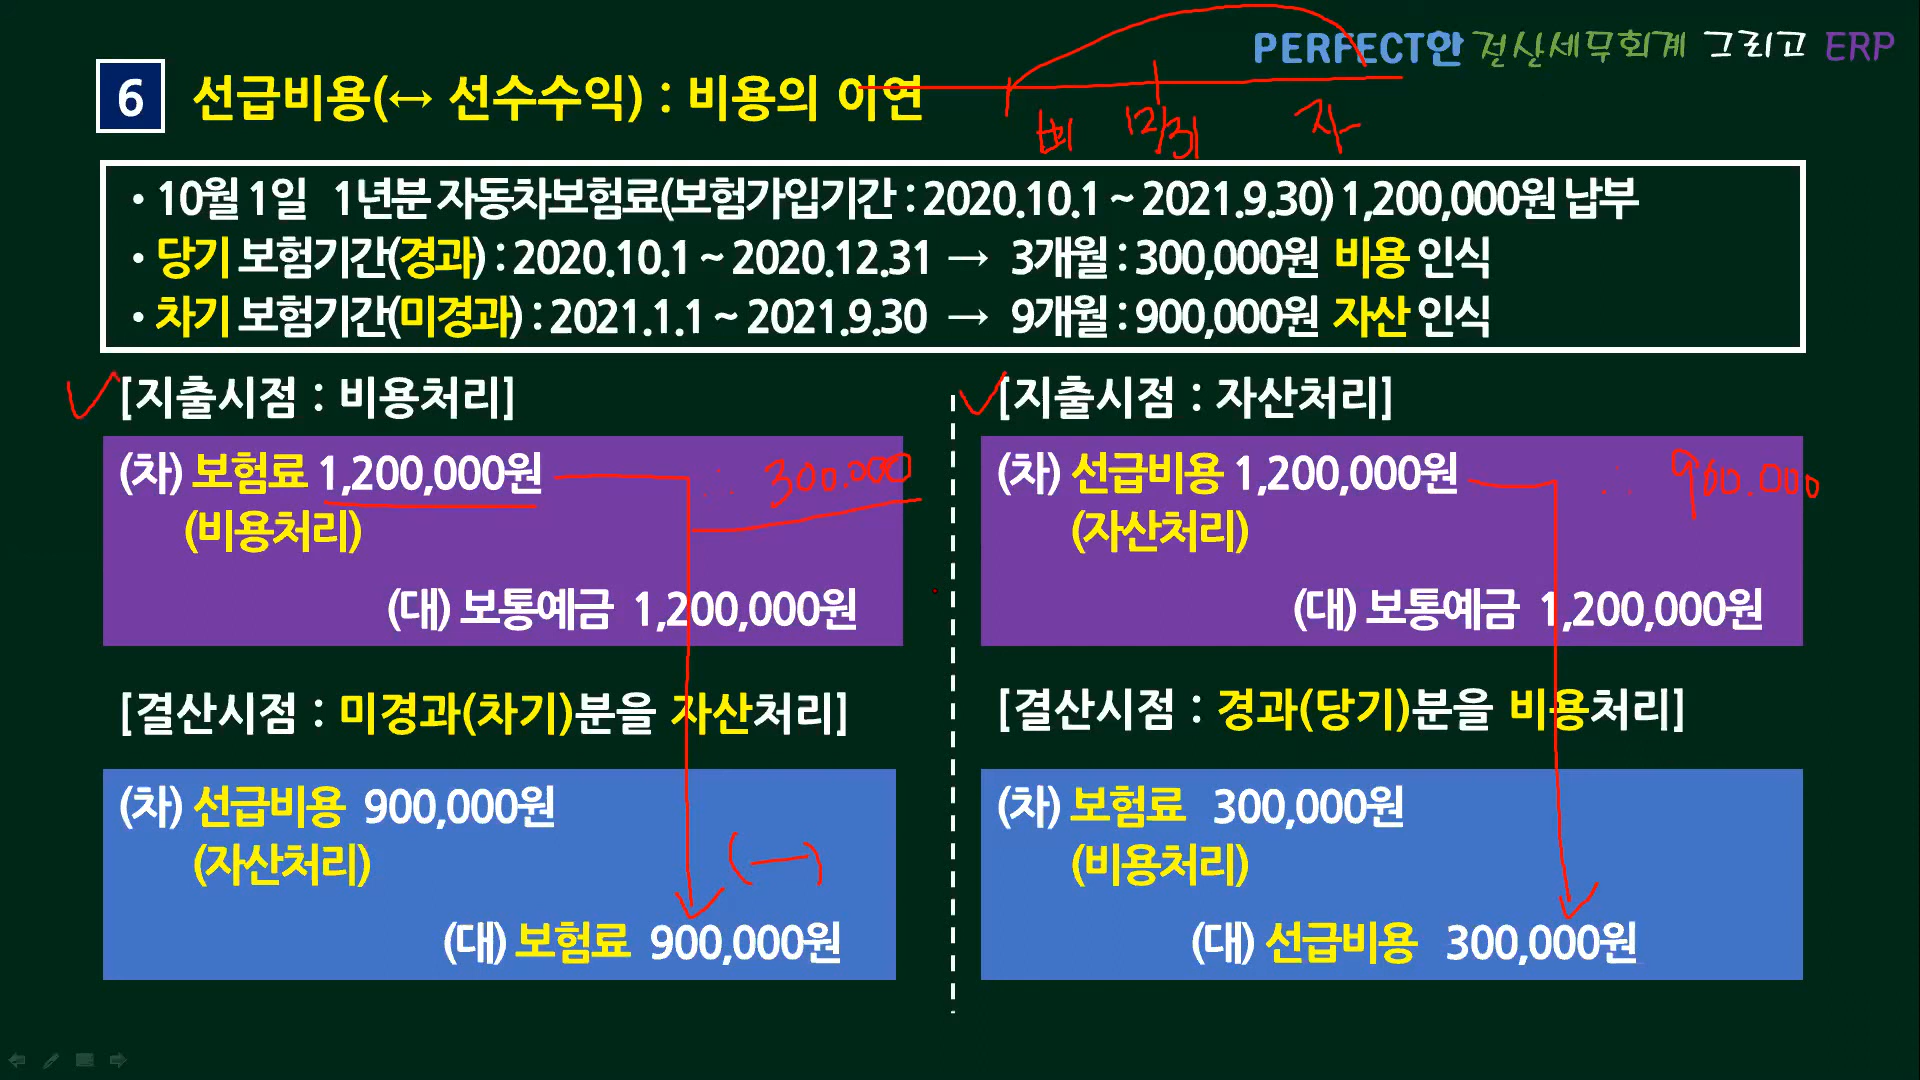 PERFECT한 전산세무회계 그리고 ERP
6 선급비용(↔ 선수수익) : 비용의 이연
비 12/31 자
• 10월 1일 1년분 자동차보험료(보험가입기간 : 2020.10.1 ~ 2021.9.30) 1,200,000원 납부
• 당기 보험기간(경과) : 2020.10.1 ~ 2020.12.31 → 3개월 : 300,000원 비용 인식
• 차기 보험기간(미경과) : 2021.1.1 ~ 2021.9.30 → 9개월 : 900,000원 자산 인식
[지출시점 : 비용처리]
(차) 보험료 1,200,000원 ∴ 300.000
(비용처리)
(대) 보통예금 1,200,000원
[결산시점 : 미경과(차기)분을 자산처리]
(차) 선급비용 900,000원
(자산처리)
(—)
(대) 보험료 900,000원
[지출시점 : 자산처리]
(차) 선급비용 1,200,000원 ∴ 900.000
(자산처리)
(대) 보통예금 1,200,000원
[결산시점 : 경과(당기)분을 비용처리]
(차) 보험료 300,000원
(비용처리)
(대) 선급비용 300,000원